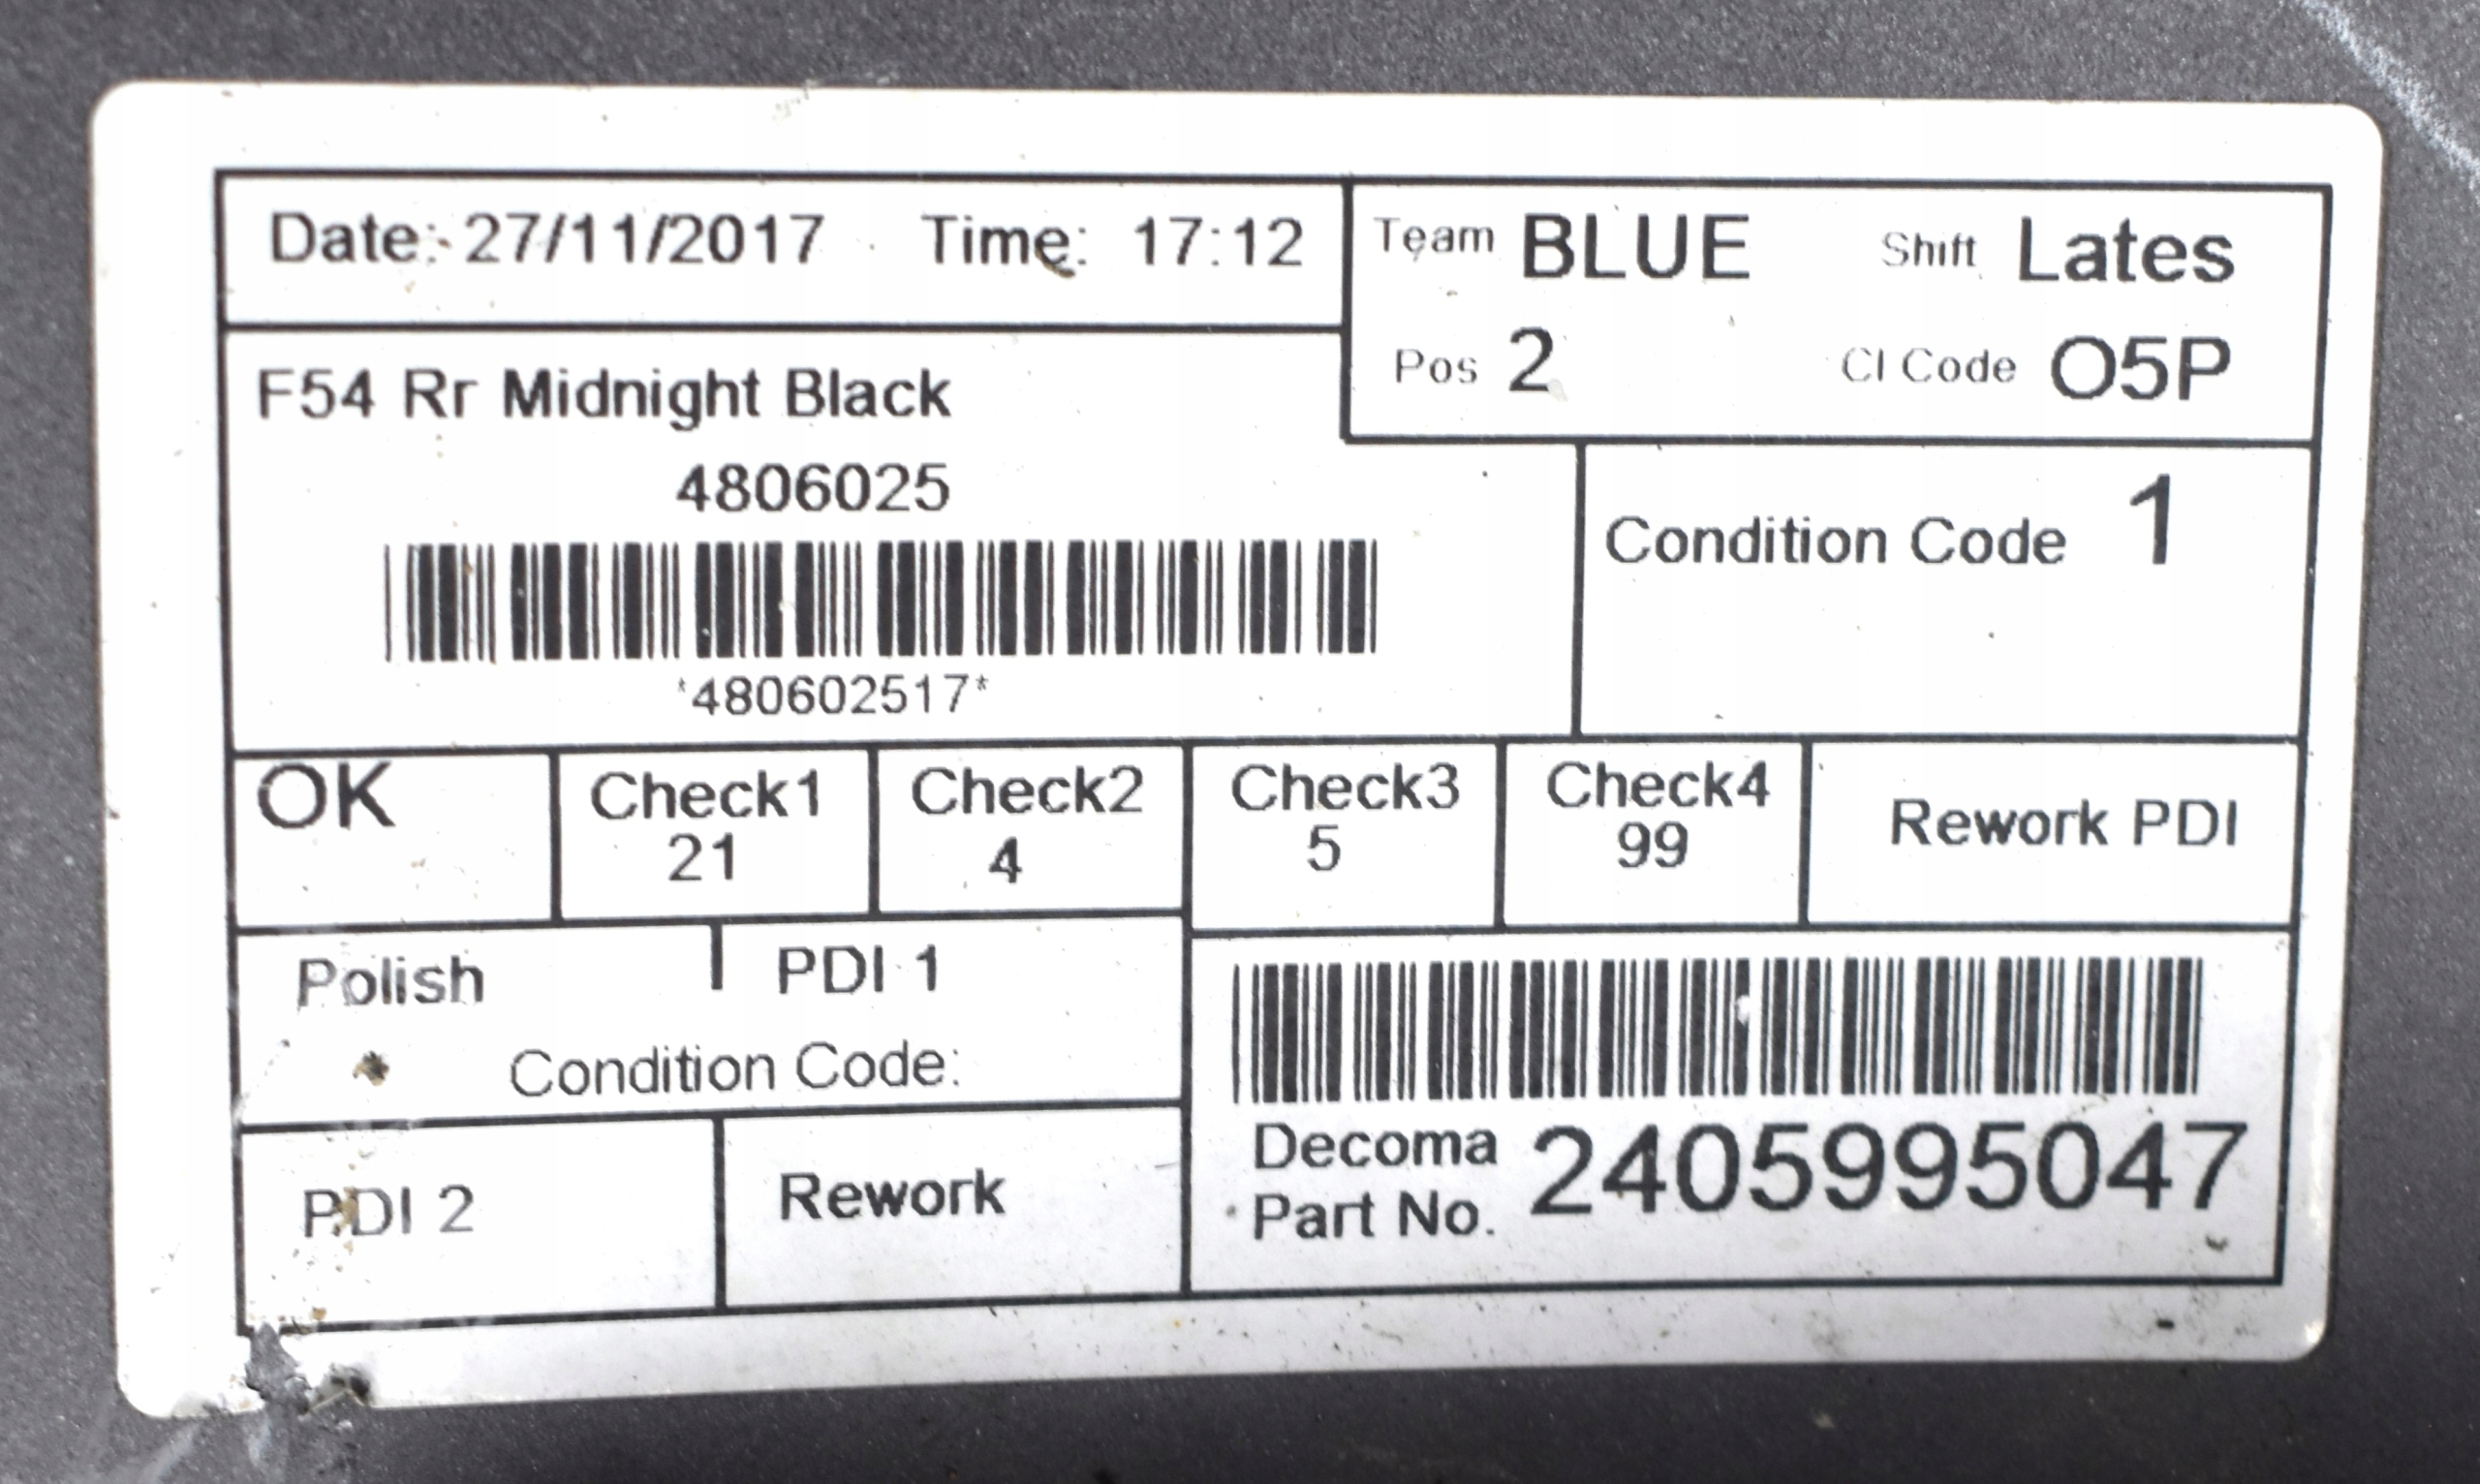 Date: 27/11/2017 Time: 17:12
Team BLUE Shift Lates
Pos 2 CI Code O5P
F54 Rr Midnight Black
4806025
*480602517*
Condition Code 1
OK Check1 Check2 Check3 Check4 Rework PDI
21 4 5 99
Polish PDI 1
Condition Code:
PDI 2 Rework
Decoma Part No. 2405995047